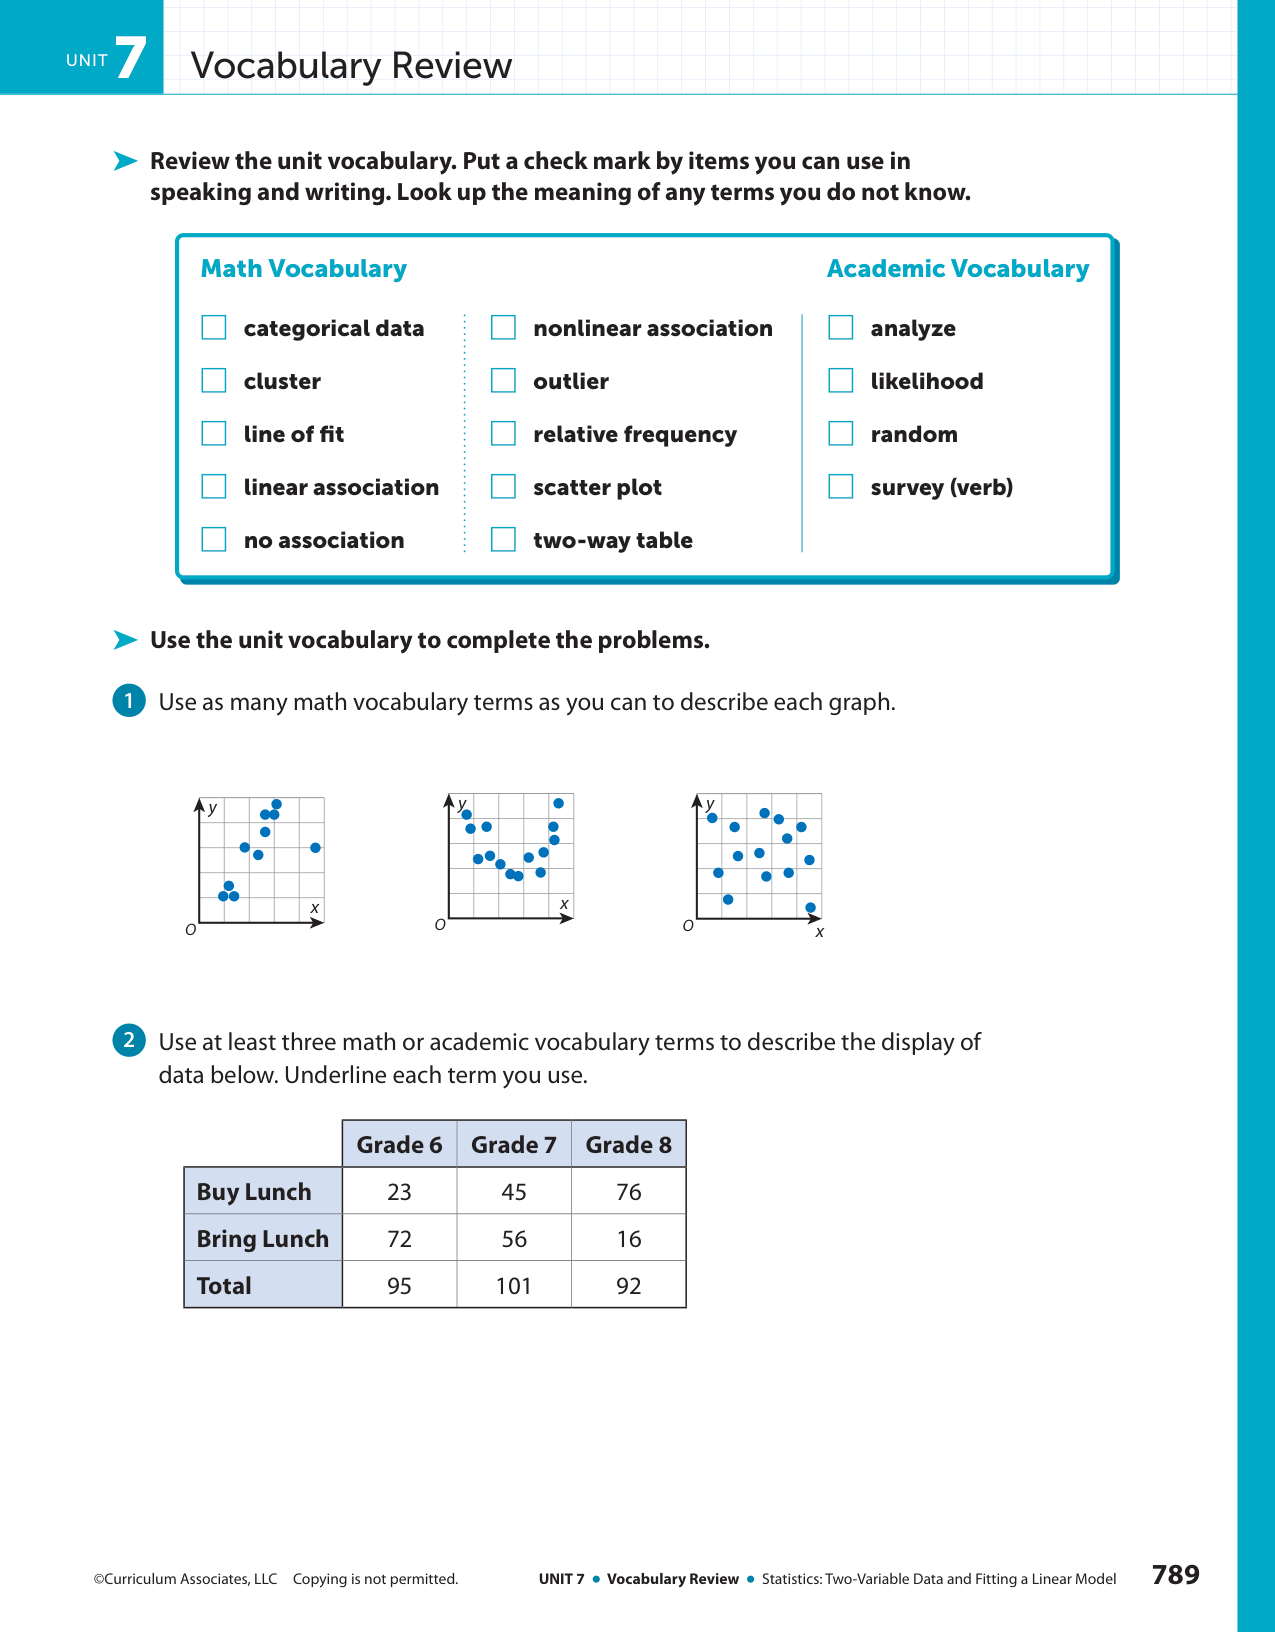 UNIT 7 Vocabulary Review
Review the unit vocabulary. Put a check mark by items you can use in
speaking and writing. Look up the meaning of any terms you do not know.
Math Vocabulary
categorical data
cluster
line of fit
linear association
no association
nonlinear association
outlier
relative frequency
scatter plot
two-way table
Academic Vocabulary
analyze
likelihood
random
survey (verb)
Use the unit vocabulary to complete the problems.
1 Use as many math vocabulary terms as you can to describe each graph.
y
x
O
y
x
O
y
x
O
2 Use at least three math or academic vocabulary terms to describe the display of
data below. Underline each term you use.
Grade 6 Grade 7 Grade 8
Buy Lunch 23 45 76
Bring Lunch 72 56 16
Total 95 101 92
©Curriculum Associates, LLC Copying is not permitted. UNIT 7 • Vocabulary Review • Statistics: Two-Variable Data and Fitting a Linear Model 789